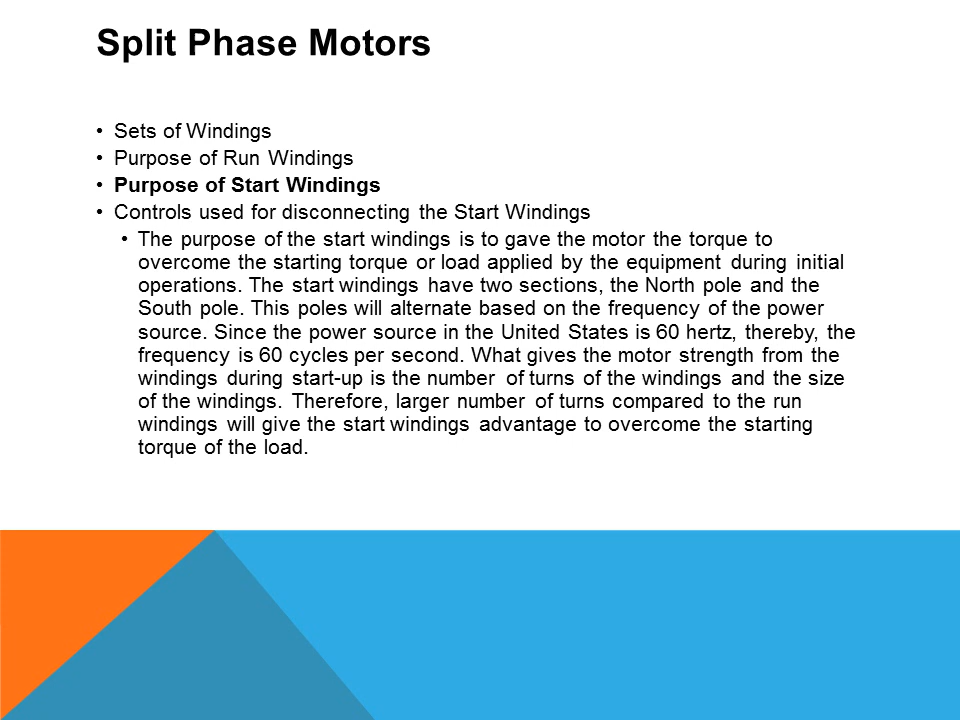 Split Phase Motors
• Sets of Windings
• Purpose of Run Windings
• Purpose of Start Windings
• Controls used for disconnecting the Start Windings
• The purpose of the start windings is to gave the motor the torque to
overcome the starting torque or load applied by the equipment during initial
operations. The start windings have two sections, the North pole and the
South pole. This poles will alternate based on the frequency of the power
source. Since the power source in the United States is 60 hertz, thereby, the
frequency is 60 cycles per second. What gives the motor strength from the
windings during start-up is the number of turns of the windings and the size
of the windings. Therefore, larger number of turns compared to the run
windings will give the start windings advantage to overcome the starting
torque of the load.